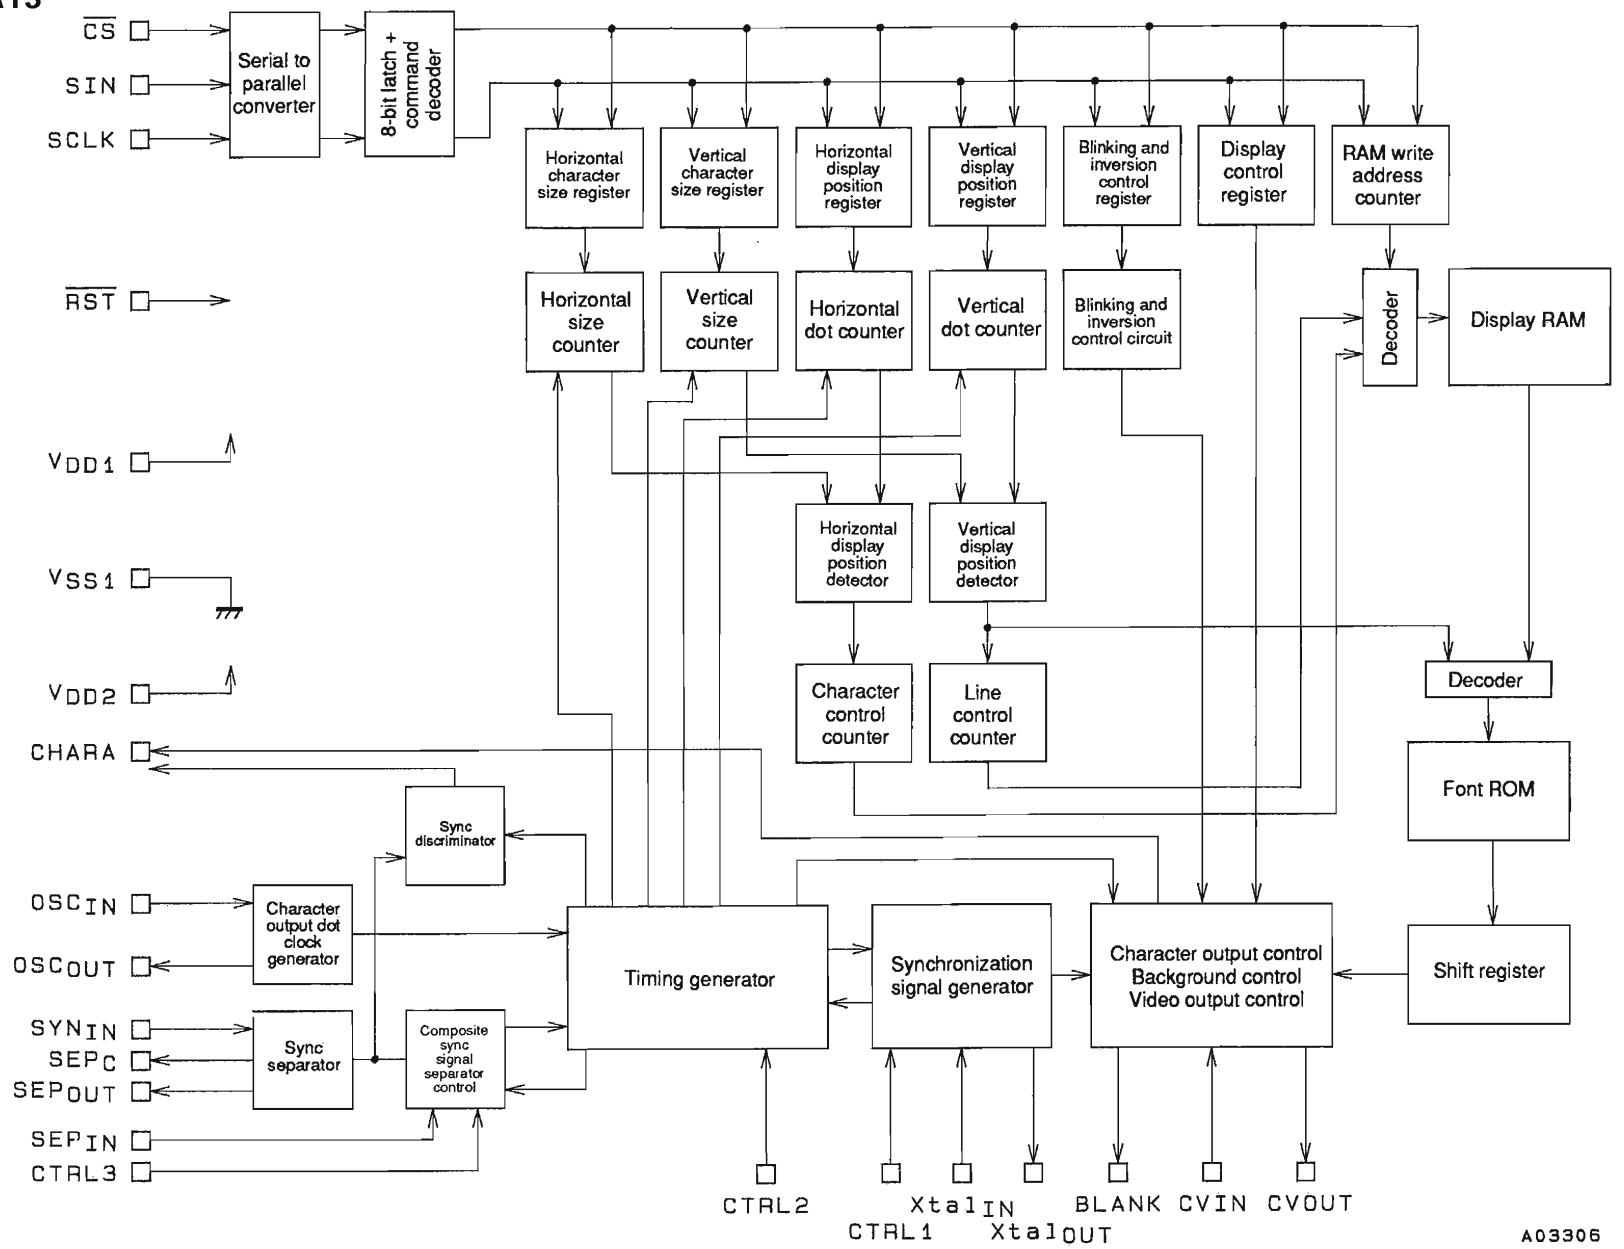 CS
SIN
SCLK
Serial to
parallel
converter
8-bit latch +
command
decoder
Horizontal
character
size register
Vertical
character
size register
Horizontal
display
position
register
Vertical
display
position
register
Blinking and
inversion
control
register
Display
control
register
RAM write
address
counter
RST
Horizontal
size
counter
Vertical
size
counter
Horizontal
dot counter
Vertical
dot counter
Blinking and
inversion
control circuit
Decoder
Display RAM
VDD1
VSS1
VDD2
Horizontal
display
position
detector
Vertical
display
position
detector
Character
control
counter
Line
control
counter
Decoder
Font ROM
CHARA
Sync
discriminator
OSCIN
OSCOUT
Character
output dot
clock
generator
SYNIN
SEPC
SEPOUT
SEPIN
CTRL3
Sync
separator
Composite
sync
signal
separator
control
Timing generator
Synchronization
signal generator
Character output control
Background control
Video output control
Shift register
CTRL2
XtalIN
BLANK
CVIN
CVOUT
CTRL1
XtalOUT
A03306